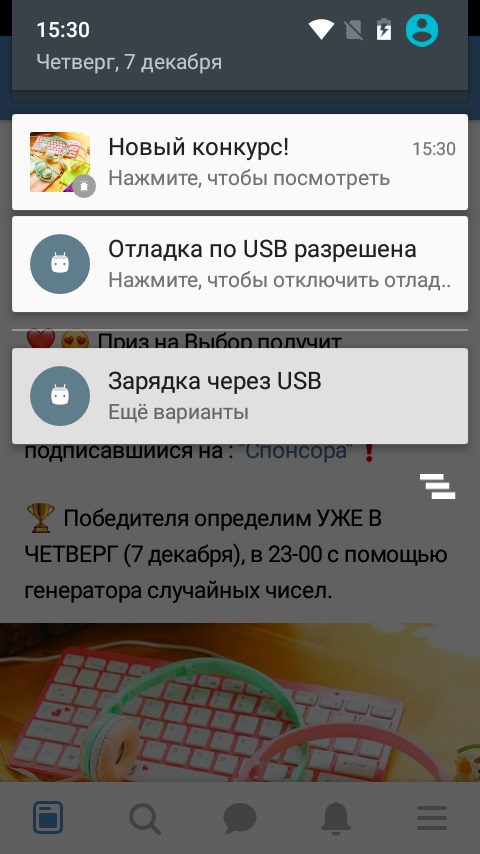 15:30
Четверг, 7 декабря
Новый конкурс!
15:30
Нажмите, чтобы посмотреть
Отладка по USB разрешена
Нажмите, чтобы отключить отлад..
Приз на Выбор получит
Зарядка через USB
Ещё варианты
подписавшийся на : "Спонсора" ❗
🏆 Победителя определим УЖЕ В
ЧЕТВЕРГ (7 декабря), в 23-00 с помощью
генератора случайных чисел.